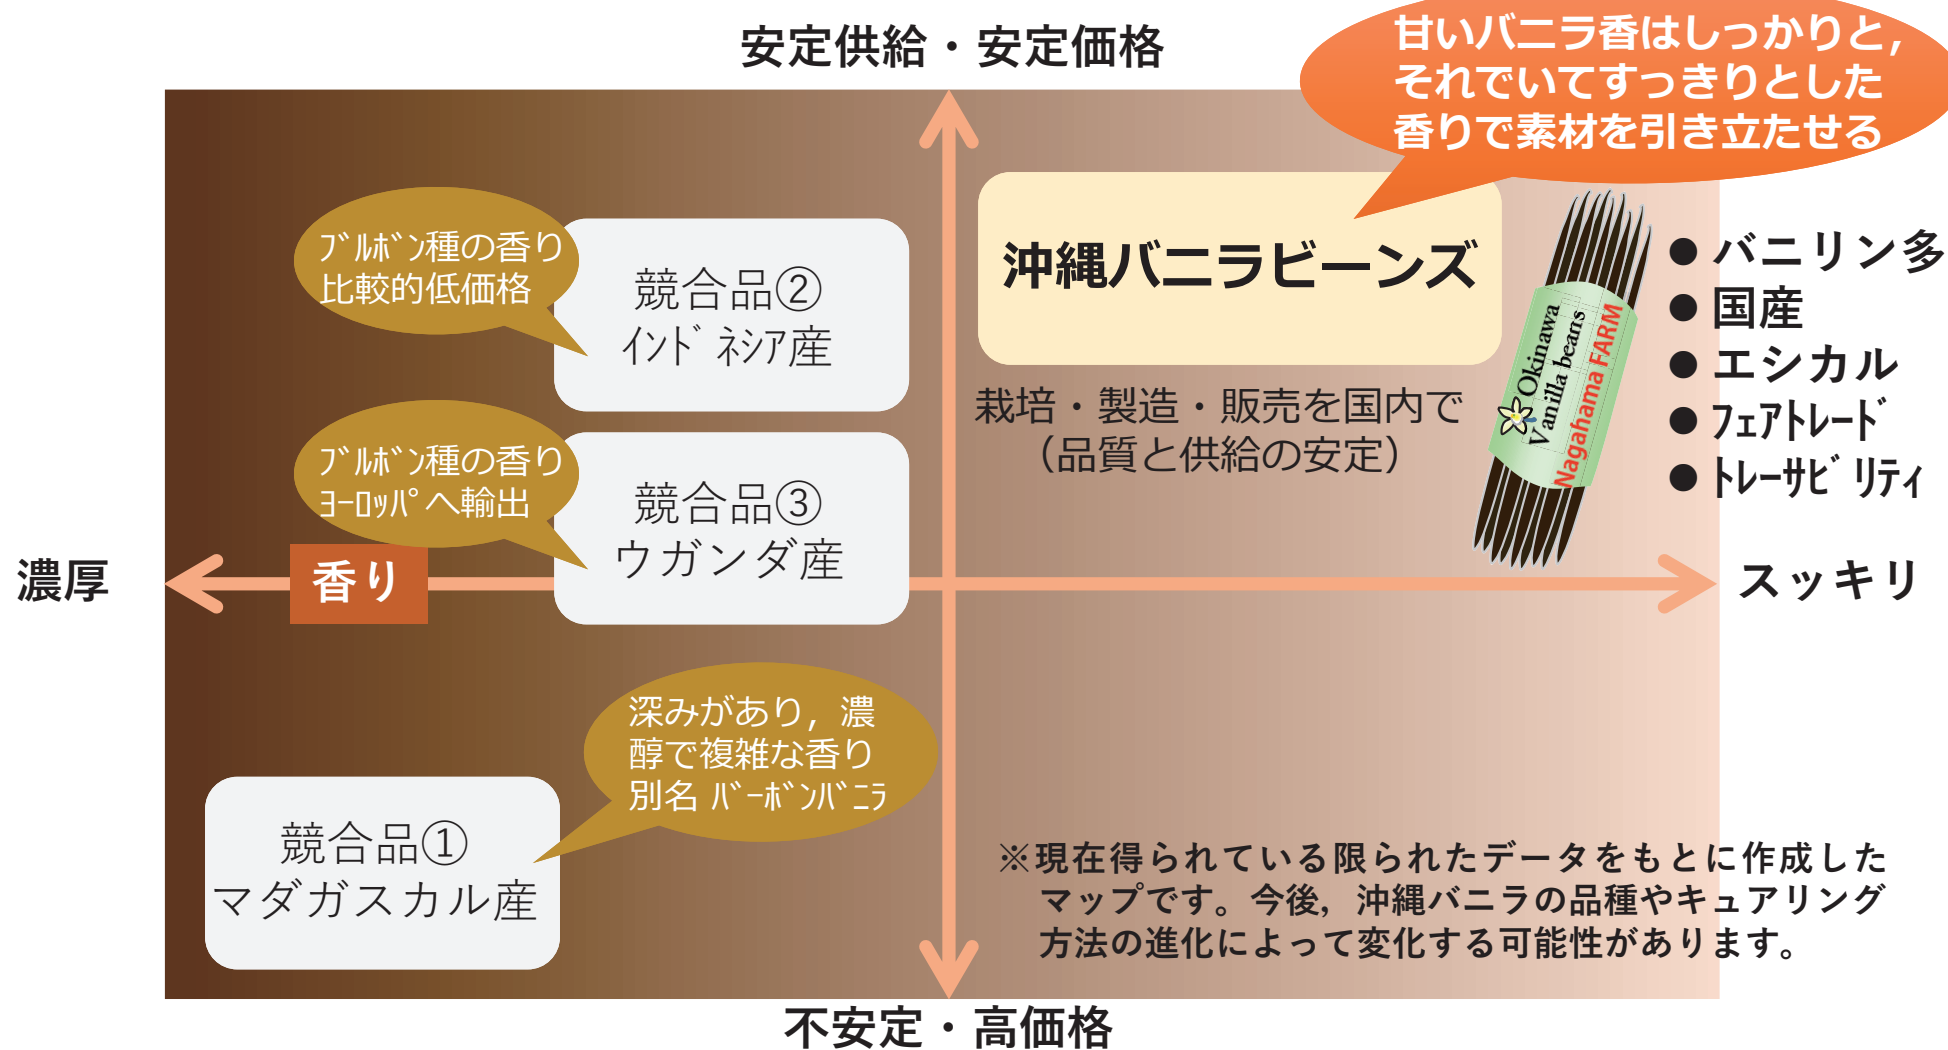 安定供給・安定価格
甘いバニラ香はしっかりと，
それでいてすっきりとした
香りで素材を引き立たせる
ﾌﾞﾙﾎﾞﾝ種の香り
比較的低価格
競合品②
ｲﾝﾄﾞﾈｼｱ産
沖縄バニラビーンズ
栽培・製造・販売を国内で
（品質と供給の安定）
Okinawa
Vanilla beans
Nagahama FARM
● バニリン多
● 国産
● エシカル
● ﾌｪｱﾄﾚｰﾄﾞ
● ﾄﾚｰｻﾋﾞﾘﾃｨ
ﾌﾞﾙﾎﾞﾝ種の香り
ﾖｰﾛｯﾊﾟへ輸出
競合品③
ウガンダ産
濃厚
香り
スッキリ
深みがあり，濃
醇で複雑な香り
別名 ﾊﾞｰﾎﾞﾝﾊﾞﾆﾗ
競合品①
マダガスカル産
※現在得られている限られたデータをもとに作成した
マップです。今後，沖縄バニラの品種やキュアリング
方法の進化によって変化する可能性があります。
不安定・高価格